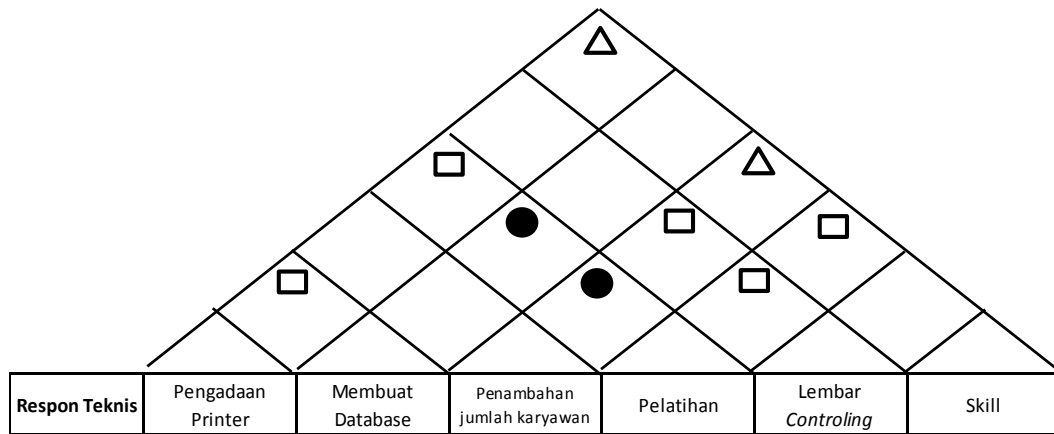 Respon Teknis
Pengadaan
Printer
Membuat
Database
Penambahan
jumlah karyawan
Pelatihan
Lembar
Controling
Skill